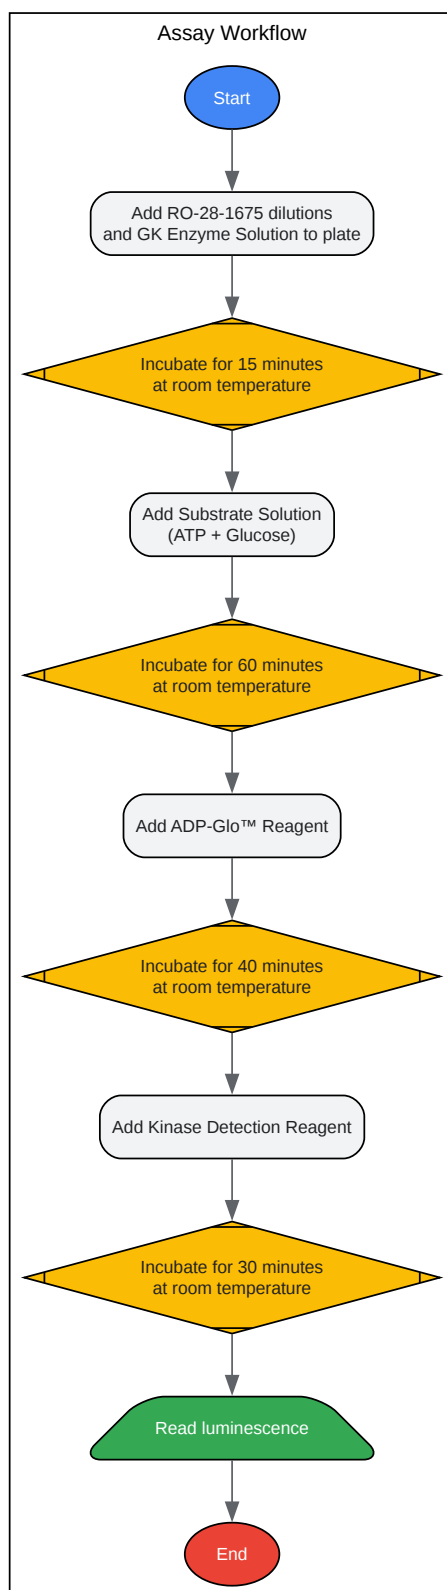 Assay Workflow
Start
Add RO-28-1675 dilutions
and GK Enzyme Solution to plate
Incubate for 15 minutes
at room temperature
Add Substrate Solution
(ATP + Glucose)
Incubate for 60 minutes
at room temperature
Add ADP-Glo™ Reagent
Incubate for 40 minutes
at room temperature
Add Kinase Detection Reagent
Incubate for 30 minutes
at room temperature
Read luminescence
End